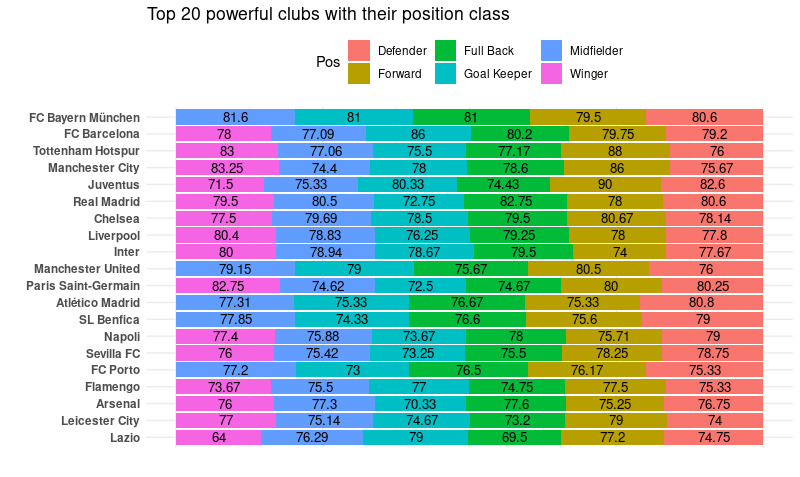 Top 20 powerful clubs with their position class
Pos Defender Full Back Midfielder
Forward Goal Keeper Winger
FC Bayern München 81.6 81 81 79.5 80.6
FC Barcelona 78 77.09 86 80.2 79.75 79.2
Tottenham Hotspur 83 77.06 75.5 77.17 88 76
Manchester City 83.25 74.4 78 78.6 86 75.67
Juventus 71.5 75.33 80.33 74.43 90 82.6
Real Madrid 79.5 80.5 72.75 82.75 78 80.6
Chelsea 77.5 79.69 78.5 79.5 80.67 78.14
Liverpool 80.4 78.83 76.25 79.25 78 77.8
Inter 80 78.94 78.67 79.5 74 77.67
Manchester United 79.15 79 75.67 80.5 76
Paris Saint-Germain 82.75 74.62 72.5 74.67 80 80.25
Atlético Madrid 77.31 75.33 76.67 75.33 80.8
SL Benfica 77.85 74.33 76.6 75.6 79
Napoli 77.4 75.88 73.67 78 75.71 79
Sevilla FC 76 75.42 73.25 75.5 78.25 78.75
FC Porto 77.2 73 76.5 76.17 75.33
Flamengo 73.67 75.5 77 74.75 77.5 75.33
Arsenal 76 77.3 70.33 77.6 75.25 76.75
Leicester City 77 75.14 74.67 73.2 79 74
Lazio 64 76.29 79 69.5 77.2 74.75